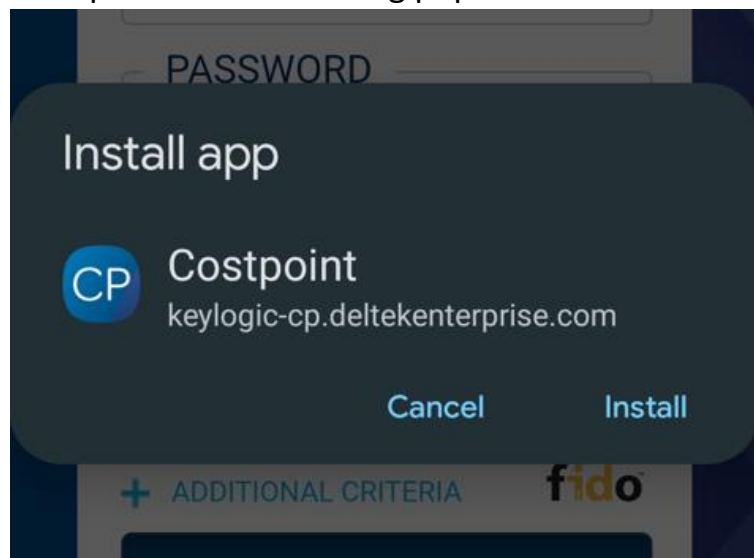 PASSWORD
Install app
CP
Costpoint
keylogic-cp.deltekenterprise.com
Cancel
Install
+ ADDITIONAL CRITERIA
fido